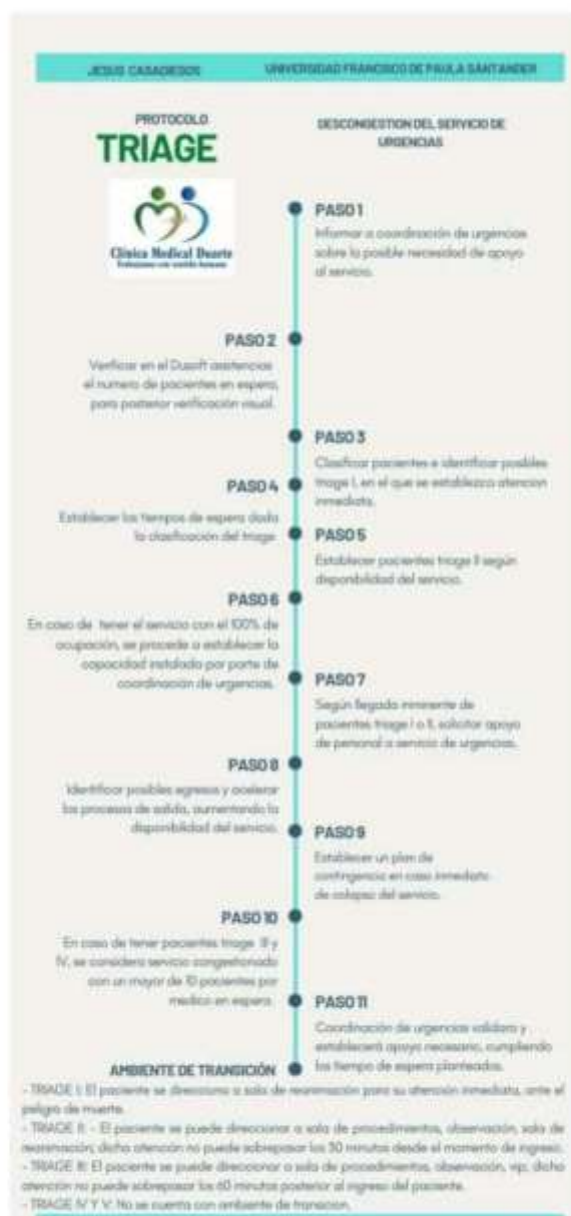 JESUS CASADIEGOS
UNIVERSIDAD FRANCISCO DE PAULA SANTANDER
PROTOCOLO
TRIAGE
DESCONGESTION DEL SERVICIO DE
URGENCIAS
Clínica Medical Duarte
Trabajamos con sentido humano
PASO 1
Informar a coordinación de urgencias
sobre la posible necesidad de apoyo
al servicio.
PASO 2
Verificar en el Dusoft asistencias
el numero de pacientes en espera,
para posterior verificación visual.
PASO 3
Clasificar pacientes e identificar posibles
triage I, en el que se establezca atencion
inmediata.
PASO 4
Establecer los tiempos de espera dada
la clasificación del triage
PASO 5
Establecer pacientes triage II según
disponibilidad del servicio.
PASO 6
En caso de tener el servicio con el 100% de
ocupación, se procede a establecer la
capacidad instalada por parte de
coordinación de urgencias.
PASO 7
Según llegada inminente de
pacientes triage I o II, solicitar apoyo
de personal a servicio de urgencias.
PASO 8
Identificar posibles egresos y acelerar
los procesos de salida, aumentando la
disponibilidad del servicio.
PASO 9
Establecer un plan de
contingencia en caso inmediato
de colapso del servicio.
PASO 10
En caso de tener pacientes triage III y
IV, se considera servicio congestionado
con un mayor de 10 pacientes por
medico en espera.
PASO 11
Coordinación de urgencias validara y
establecerá apoyo necesario, cumpliendo
los tiempo de espera planteados.
AMBIENTE DE TRANSICIÓN
- TRIAGE I: El paciente se direcciona a sala de reanimación para su atención inmediata, ante el
peligro de muerte.
- TRIAGE II: - El paciente se puede direccionar a sala de procedimientos, observación, sala de
reanimación, dicha atención no puede sobrepasar los 30 minutos desde el momento de ingreso.
- TRIAGE III: El paciente se puede direccionar a sala de procedimientos, observación, vip, dicha
atención no puede sobrepasar los 60 minutos posterior al ingreso del paciente.
- TRIAGE IV Y V: No se cuenta con ambiente de transicion.